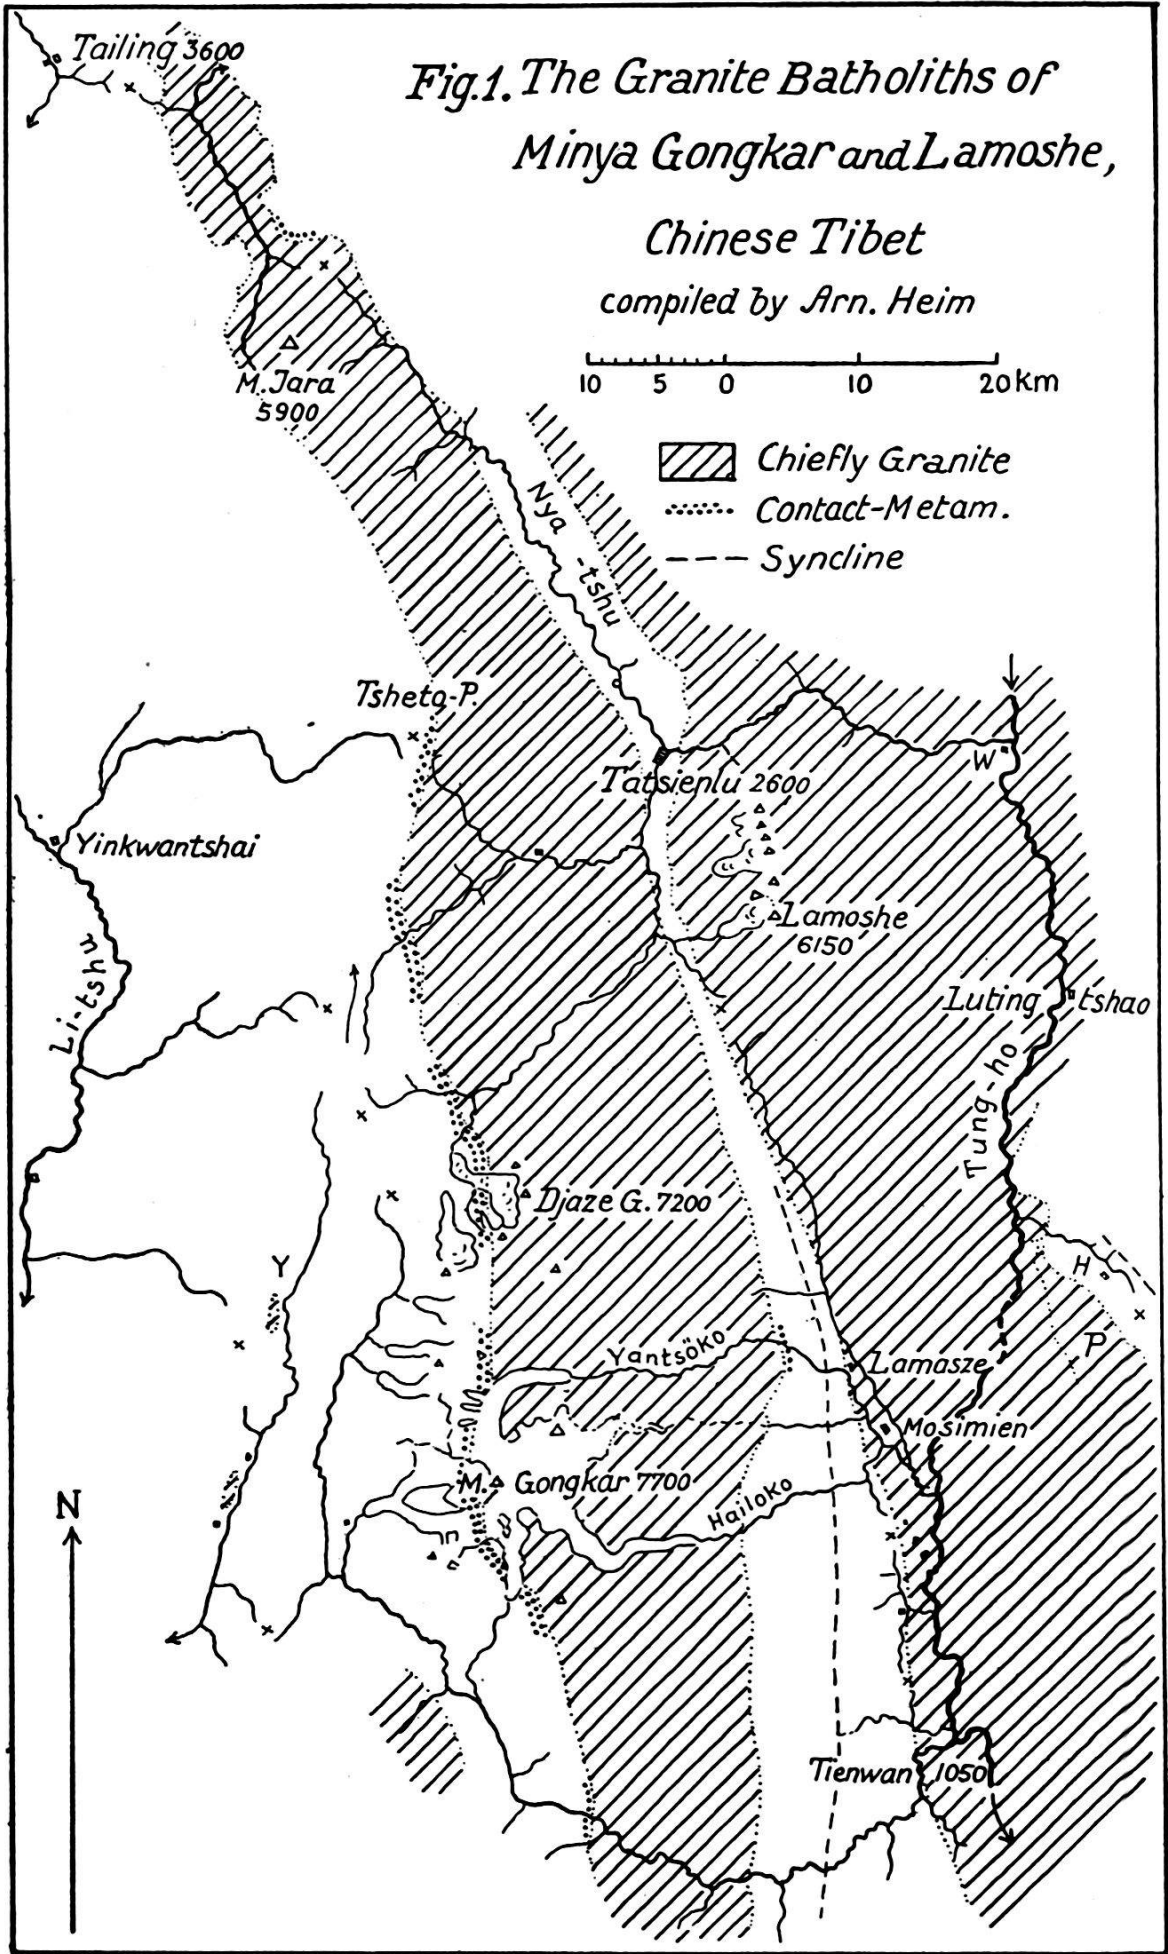 Tailing 3600
Fig.1. The Granite Batholiths of
Minya Gongkar and Lamoshe,
Chinese Tibet
compiled by Arn. Heim
10 5 0 10 20 km
M. Jara
5900
Chiefly Granite
Contact-Metam.
Syncline
Nya-tshu
Tsheto-P.
W
Tatsienlu 2600
Yinkwantshai
Lamoshe
6150
Li-tshu
Luting tshao
Tung-ho
Djaze G. 7200
Y
H
P
Yantsöko
Lamasze
Mosimien
M. Gongkar 7700
Hailoko
N
Tienwan 1050